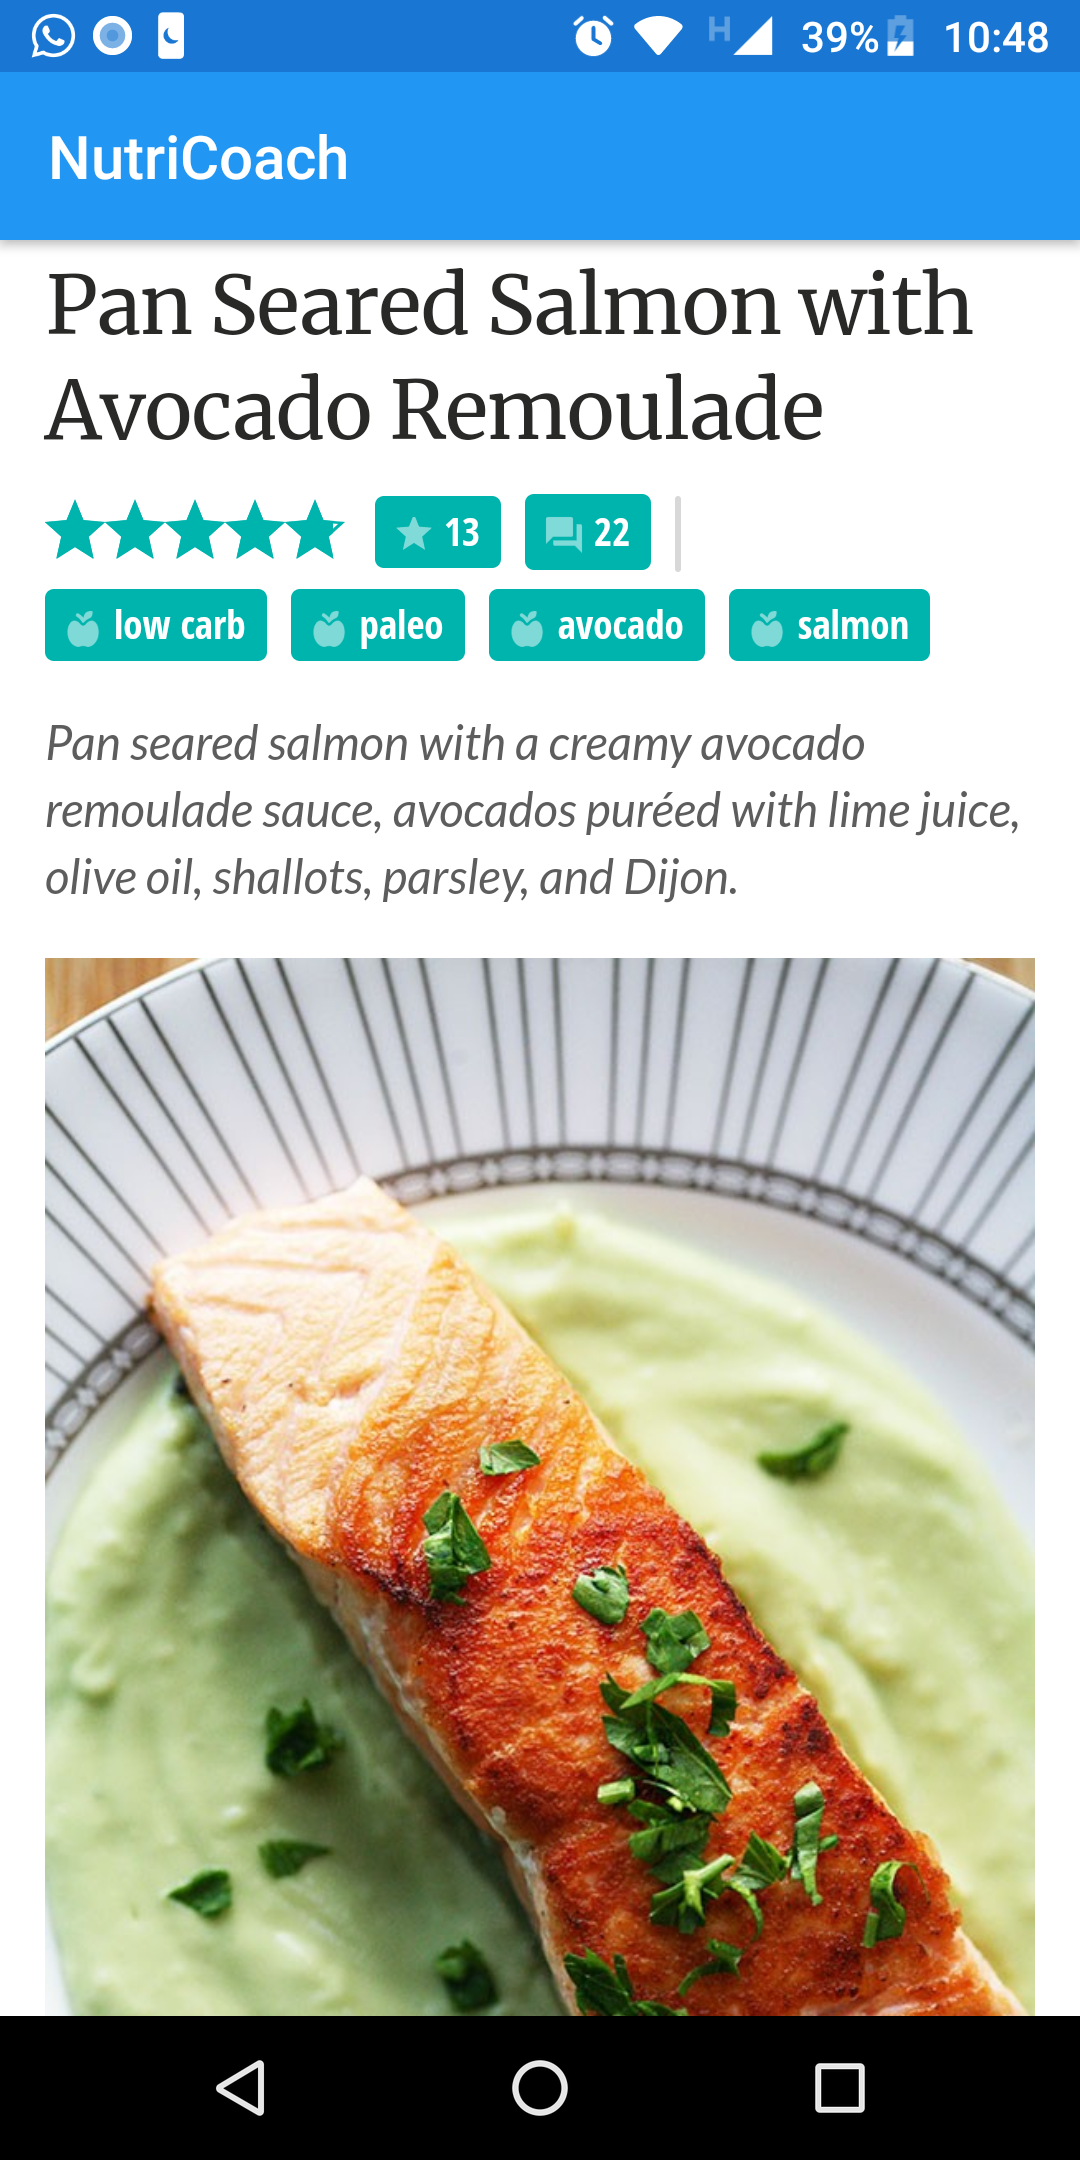 H 39% 10:48
NutriCoach
Pan Seared Salmon with
Avocado Remoulade
13 22
low carb paleo avocado salmon
Pan seared salmon with a creamy avocado
remoulade sauce, avocados puréed with lime juice,
olive oil, shallots, parsley, and Dijon.